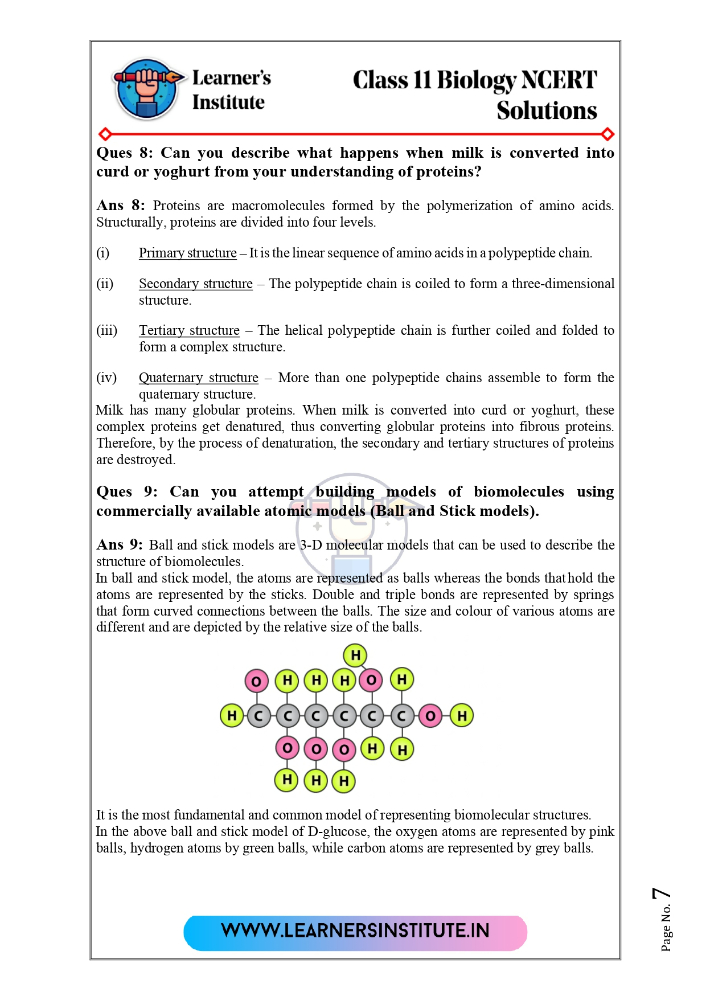 Learner's
Institute
Class 11 Biology NCERT
Solutions
Ques 8: Can you describe what happens when milk is converted into
curd or yoghurt from your understanding of proteins?
Ans 8: Proteins are macromolecules formed by the polymerization of amino acids.
Structurally, proteins are divided into four levels.
(i) Primary structure – It is the linear sequence of amino acids in a polypeptide chain.
(ii) Secondary structure – The polypeptide chain is coiled to form a three-dimensional
structure.
(iii) Tertiary structure – The helical polypeptide chain is further coiled and folded to
form a complex structure.
(iv) Quaternary structure – More than one polypeptide chains assemble to form the
quaternary structure.
Milk has many globular proteins. When milk is converted into curd or yoghurt, these
complex proteins get denatured, thus converting globular proteins into fibrous proteins.
Therefore, by the process of denaturation, the secondary and tertiary structures of proteins
are destroyed.
Ques 9: Can you attempt building models of biomolecules using
commercially available atomic models (Ball and Stick models).
Ans 9: Ball and stick models are 3-D molecular models that can be used to describe the
structure of biomolecules.
In ball and stick model, the atoms are represented as balls whereas the bonds that hold the
atoms are represented by the sticks. Double and triple bonds are represented by springs
that form curved connections between the balls. The size and colour of various atoms are
different and are depicted by the relative size of the balls.
H
O H H H O H
H C C C C C C O H
O O O H H
H H H
It is the most fundamental and common model of representing biomolecular structures.
In the above ball and stick model of D-glucose, the oxygen atoms are represented by pink
balls, hydrogen atoms by green balls, while carbon atoms are represented by grey balls.
WWW.LEARNERSINSTITUTE.IN
Page No. 7